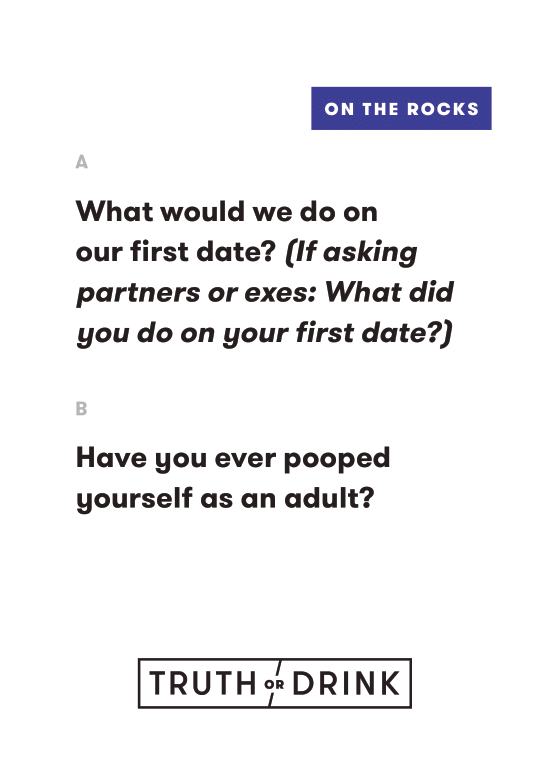 ON THE ROCKS
A
What would we do on
our first date? (If asking
partners or exes: What did
you do on your first date?)
B
Have you ever pooped
yourself as an adult?
TRUTH OR DRINK